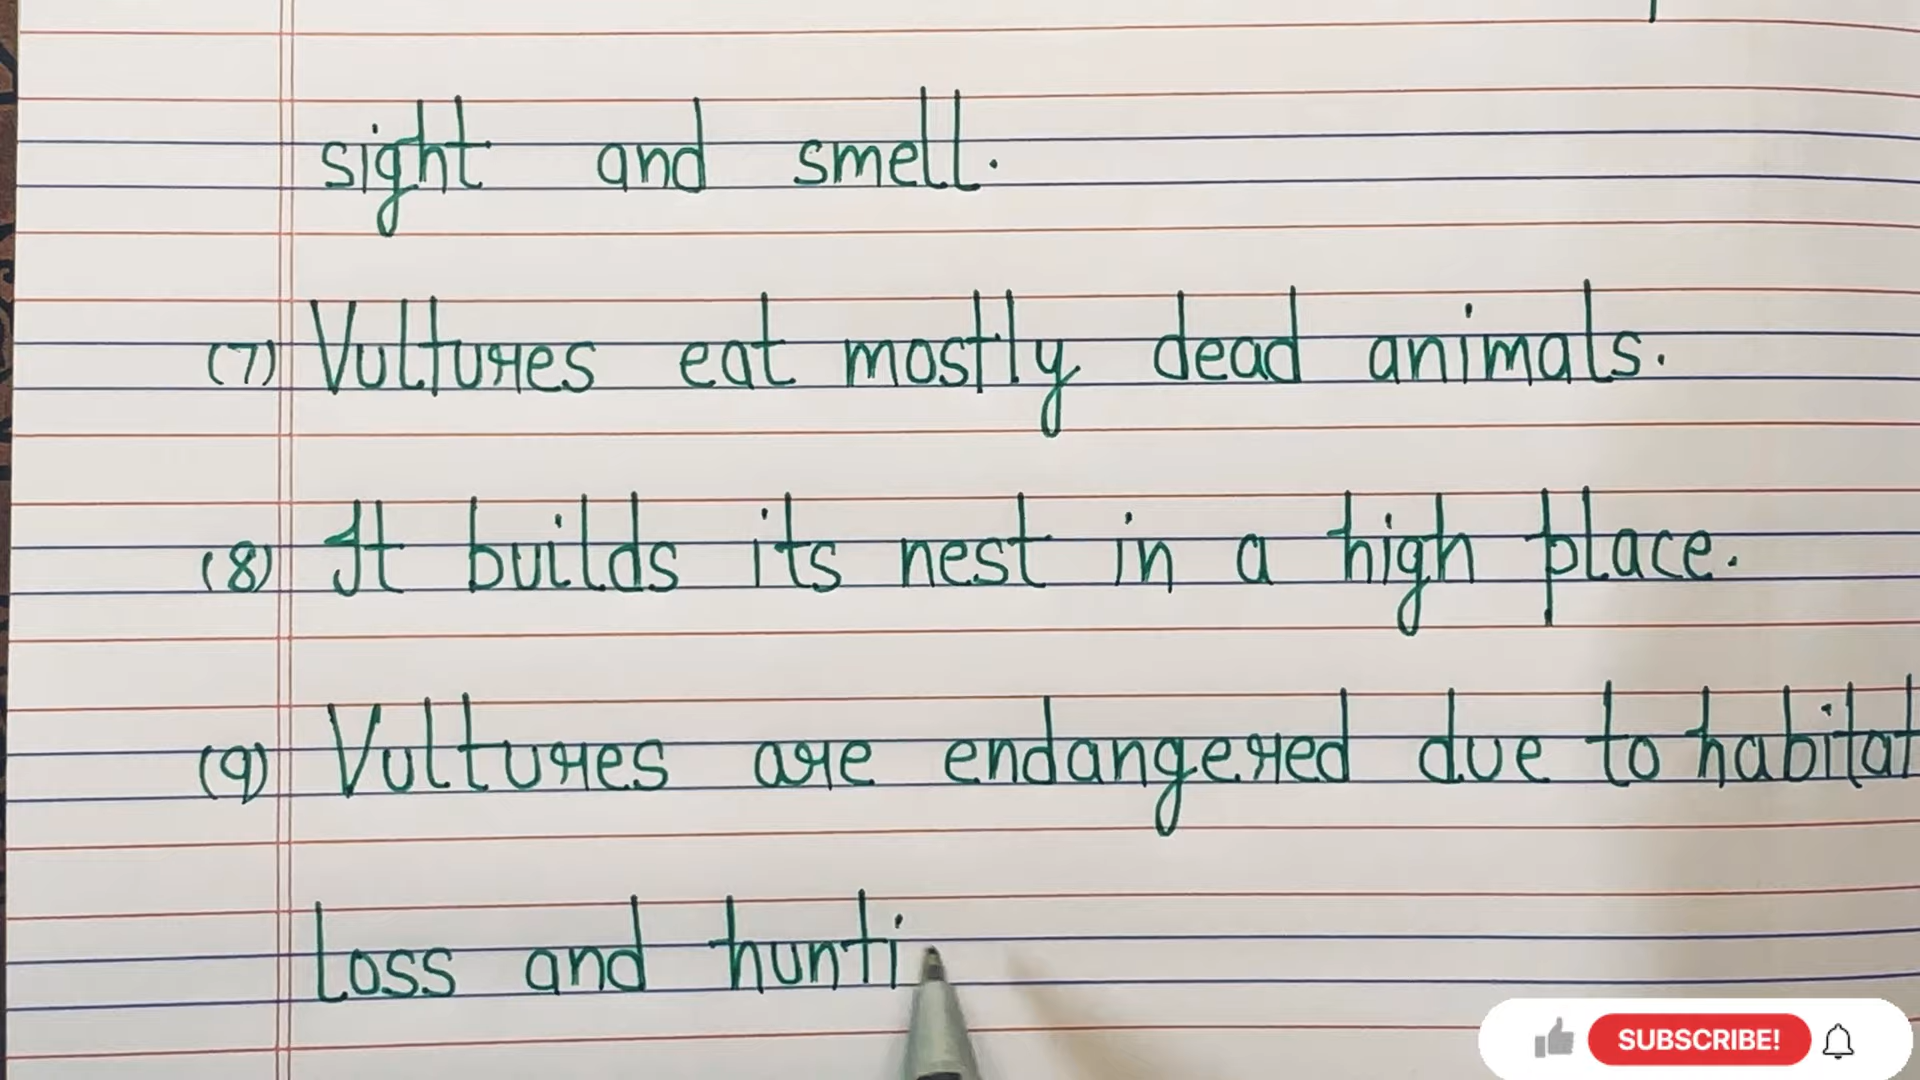 sight and smell.
(7) Vultures eat mostly dead animals.
(8) It builds its nest in a high place.
(9) Vultures are endangered due to habitat
loss and hunti
SUBSCRIBE!